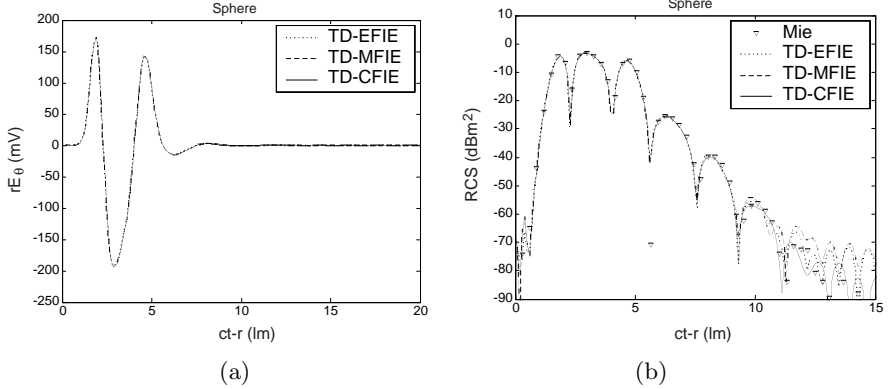 Sphere
200
150
100
50
0
-50
-100
-150
-200
-250
rE θ (mV)
0 5 10 15 20
ct-r (lm)
TD-EFIE
TD-MFIE
TD-CFIE
(a)
Sphere
10
0
-10
-20
-30
-40
-50
-60
-70
-80
-90
RCS (dBm²)
0 5 10 15
ct-r (lm)
Mie
TD-EFIE
TD-MFIE
TD-CFIE
(b)